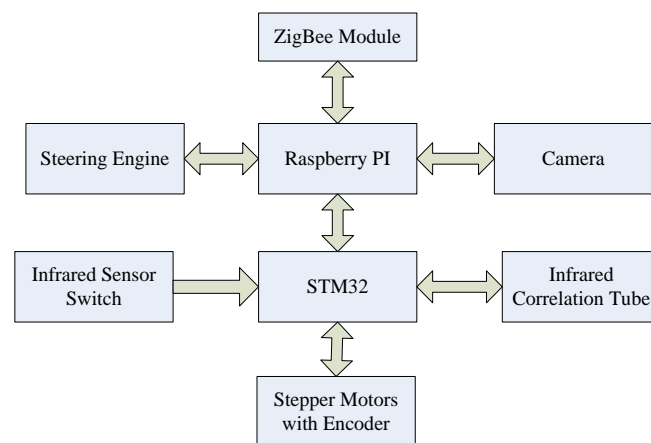 ZigBee Module
Steering Engine
Raspberry PI
Camera
Infrared Sensor
Switch
STM32
Infrared
Correlation Tube
Stepper Motors
with Encoder